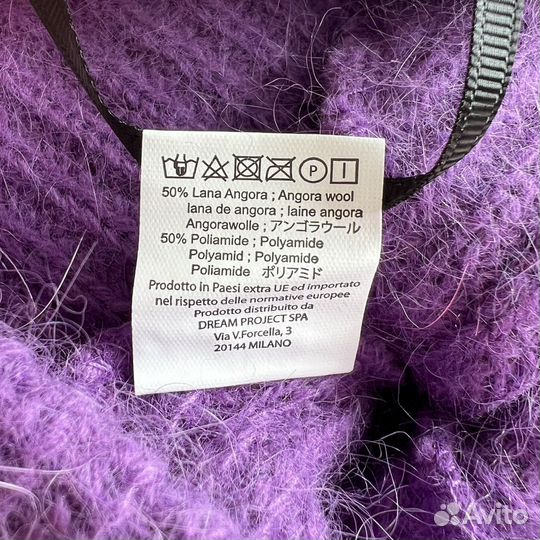 P
50% Lana Angora ; Angora wool
lana de angora ; laine angora
Angorawolle ; アンゴラウール
50% Poliamide ; Polyamide
Polyamid ; Polyamide
Poliamide ポリアミド
Prodotto in Paesi extra UE ed importato
nel rispetto delle normative europee
Prodotto distribuito da
DREAM PROJECT SPA
Via V.Forcella, 3
20144 MILANO
Avito